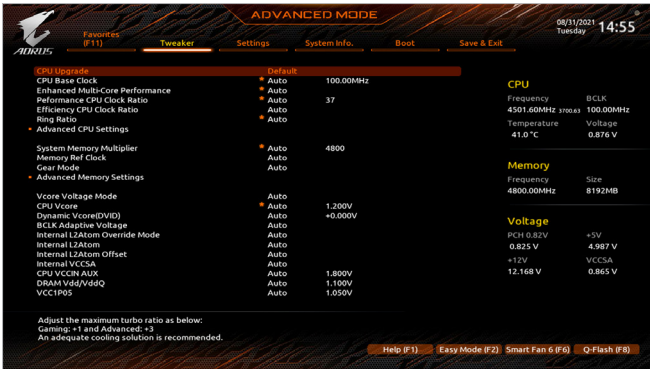 ADVANCED MODE
08/31/2021 Tuesday 14:55
AORUS
Favorites (F11) Tweaker Settings System Info. Boot Save & Exit
CPU Upgrade Default
CPU Base Clock * Auto 100.00MHz
Enhanced Multi-Core Performance * Auto
Peformance CPU Clock Ratio * Auto 37
Efficiency CPU Clock Ratio Auto
Ring Ratio * Auto
Advanced CPU Settings
System Memory Multiplier * Auto 4800
Memory Ref Clock Auto
Gear Mode Auto
Advanced Memory Settings
Vcore Voltage Mode Auto
CPU Vcore * Auto 1.200V
Dynamic Vcore(DVID) Auto +0.000V
BCLK Adaptive Voltage Auto
Internal L2Atom Override Mode Auto
Internal L2Atom Auto
Internal L2Atom Offset Auto
Internal VCCSA Auto
CPU VCCIN AUX Auto 1.800V
DRAM Vdd/VddQ Auto 1.100V
VCC1P05 Auto 1.050V
CPU
Frequency BCLK
4501.60MHz 3700.63 100.00MHz
Temperature Voltage
41.0 °C 0.876 V
Memory
Frequency Size
4800.00MHz 8192MB
Voltage
PCH 0.82V +5V
0.825 V 4.987 V
+12V VCCSA
12.168 V 0.865 V
Adjust the maximum turbo ratio as below:
Gaming: +1 and Advanced: +3
An adequate cooling solution is recommended.
Help (F1) Easy Mode (F2) Smart Fan 6 (F6) Q-Flash (F8)